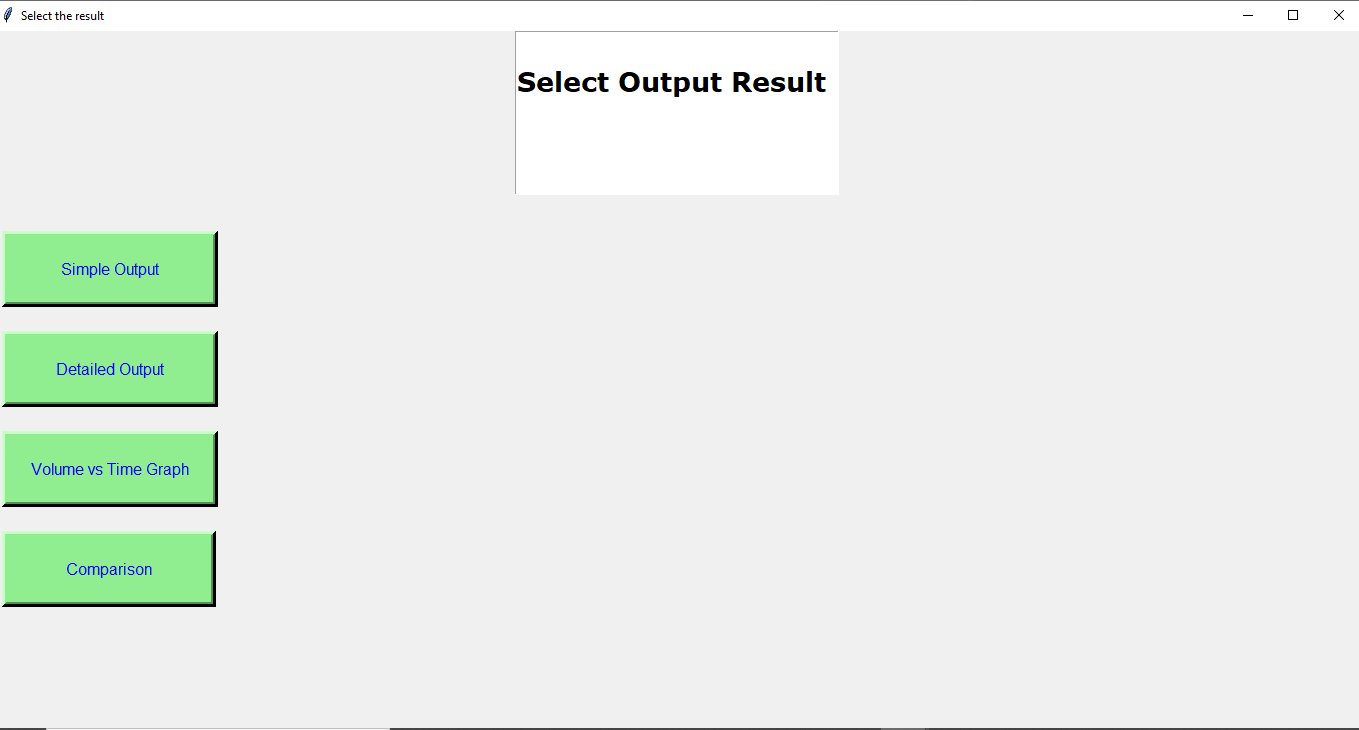 Select the result
Select Output Result
Simple Output
Detailed Output
Volume vs Time Graph
Comparison